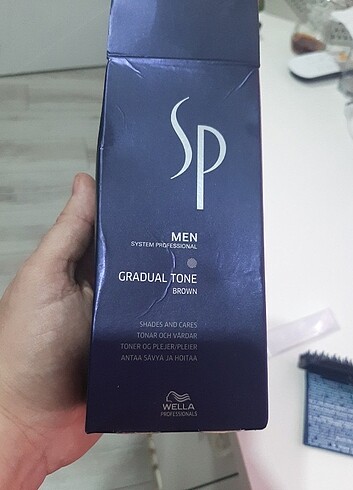 SP
MEN
SYSTEM PROFESSIONAL
GRADUAL TONE
BROWN
SHADES AND CARES
TONAR OCH VÅRDAR
TONER OG PLEJER/PLEIER
ANTAA SÄVYÄ JA HOITAA
WELLA
PROFESSIONALS